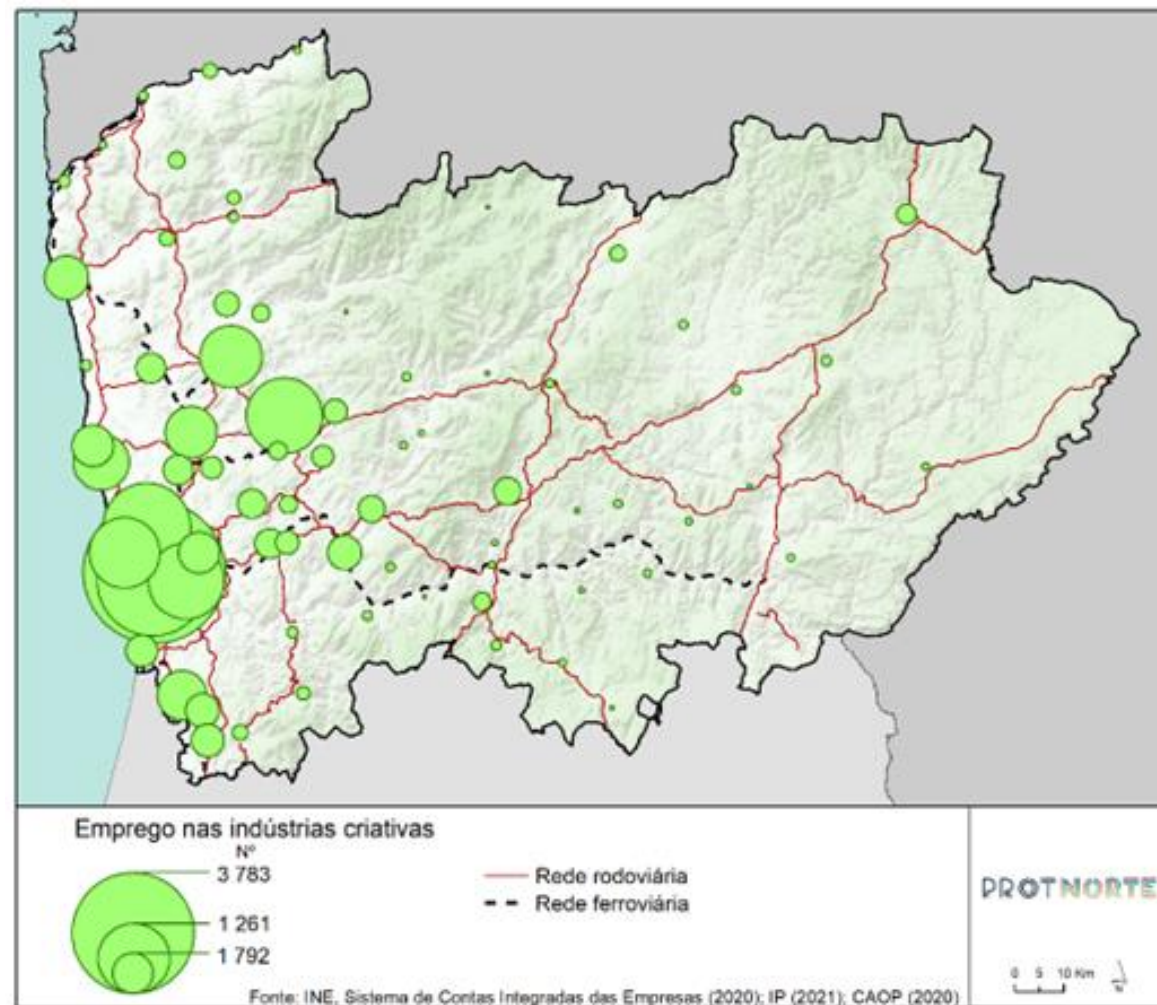 Emprego nas indústrias criativas
Nº
3 783
1 261
1 792
Rede rodoviária
Rede ferroviária
PROTNORTE
0 5 10 Km
Fonte: INE, Sistema de Contas Integradas das Empresas (2020); IP (2021); CAOP (2020)